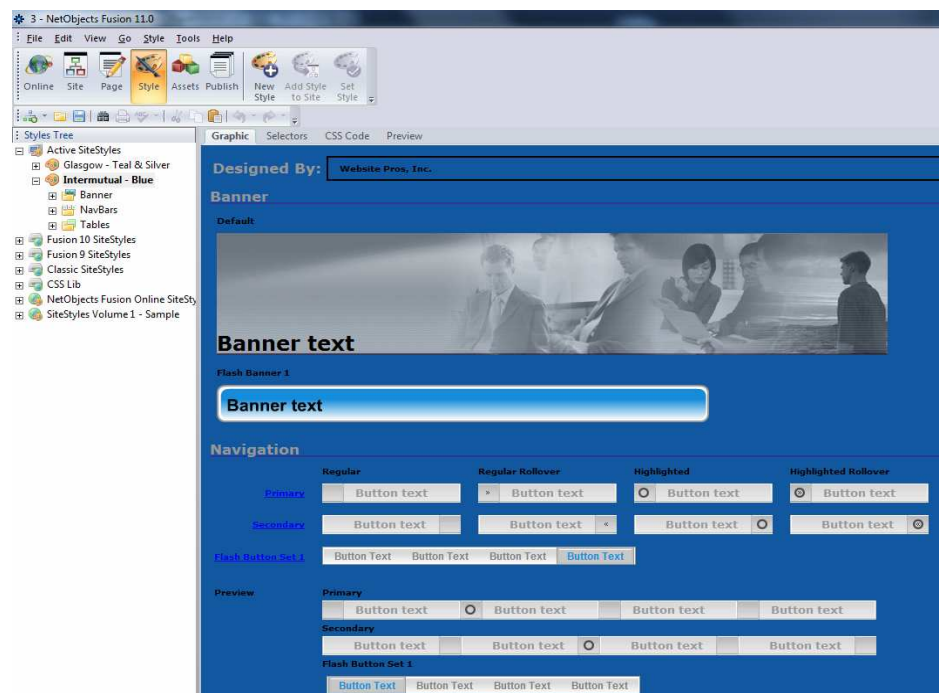 3 - NetObjects Fusion 11.0
File Edit View Go Style Tools Help
Online Site Page Style Assets Publish New Style Add Style to Site Set Style
Styles Tree
Graphic Selectors CSS Code Preview
Active SiteStyles
Glasgow - Teal & Silver
Intermutual - Blue
Banner
NavBars
Tables
Fusion 10 SiteStyles
Fusion 9 SiteStyles
Classic SiteStyles
CSS Lib
NetObjects Fusion Online SiteSty
SiteStyles Volume 1 - Sample
Designed By: Website Pros, Inc.
Banner
Default
Banner text
Flash Banner 1
Banner text
Navigation
Regular Regular Rollover Highlighted Highlighted Rollover
Primary Button text » Button text Button text Button text
Secondary Button text Button text « Button text Button text
Flash Button Set 1 Button Text Button Text Button Text Button Text
Preview Primary
Button text Button text Button text Button text
Secondary
Button text Button text Button text Button text
Flash Button Set 1
Button Text Button Text Button Text Button Text